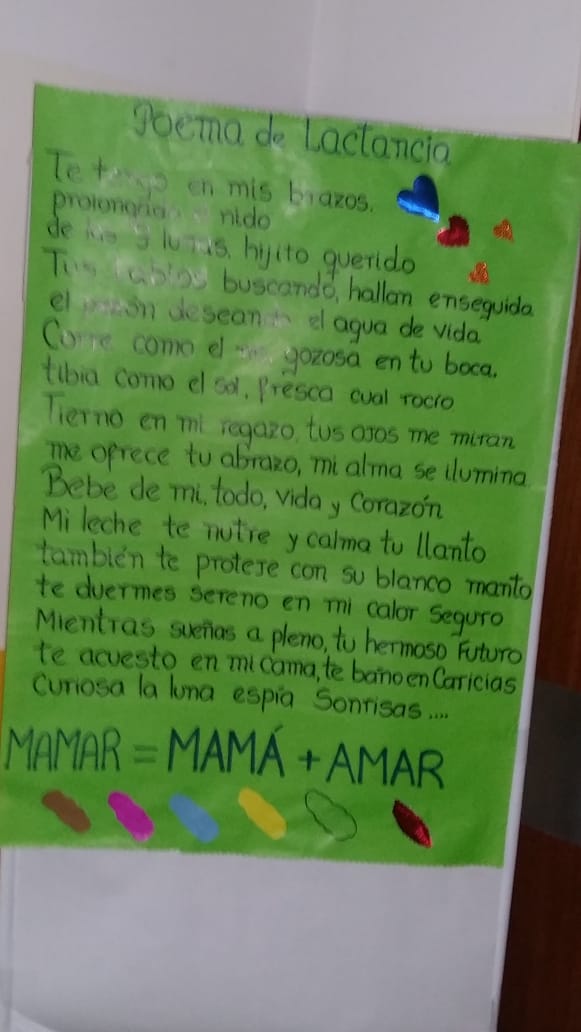 Poema de Lactancia
Te tengo en mis brazos.
prolongado nido
de las 9 lunas, hijito querido
Tus labios buscando, hallan enseguida
el pezón deseando el agua de vida
Corre como el gozosa en tu boca.
tibia como el sol, fresca cual rocío
Tierno en mi regazo, tus ojos me miran
me ofrece tu abrazo, mi alma se ilumina
Bebe de mi, todo, vida y Corazón
Mi leche te nutre y calma tu llanto
también te proteje con su blanco manto
te duermes sereno en mi calor seguro
Mientras sueñas a pleno, tu hermoso Futuro
te acuesto en mi cama, te baño en Caricias
Curiosa la luna espía Sonrisas....
MAMAR = MAMÁ + AMAR